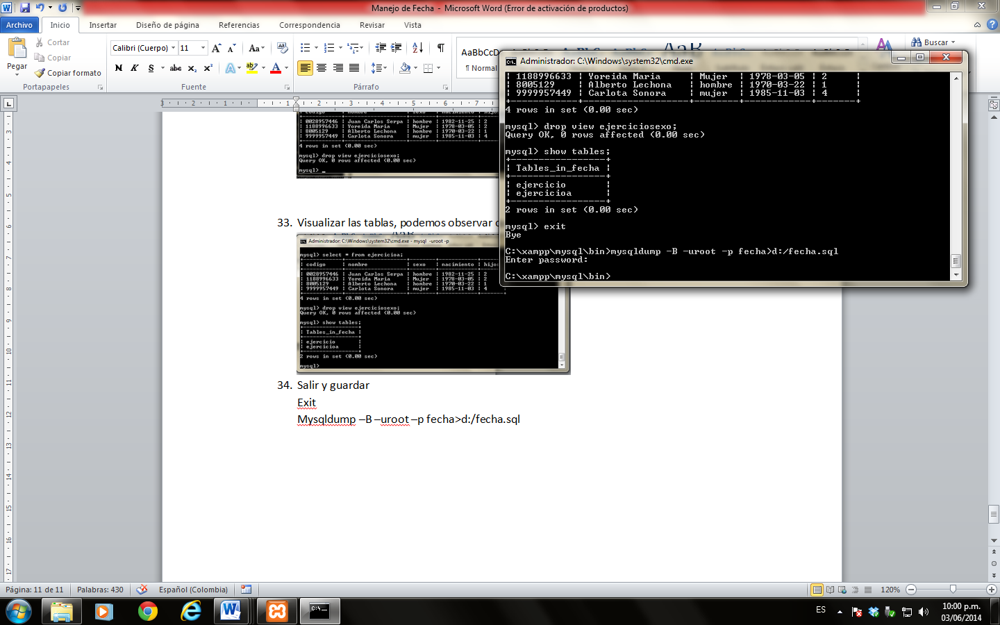 Manejo de Fecha - Microsoft Word (Error de activación de productos)
Archivo Inicio Insertar Diseño de página Referencias Correspondencia Revisar Vista
Pegar
Cortar
Copiar
Copiar formato
Portapapeles
Calibri (Cuerpo) 11
Fuente
Párrafo
AaBbCcD
¶ Normal
Buscar
Administrador: C:\Windows\system32\cmd.exe
| 1188996633 | Yoreida Maria | Mujer | 1978-03-05 | 2 |
| 8005129 | Alberto Lechona | hombre | 1970-03-22 | 1 |
| 9999957449 | Carlota Sonora | mujer | 1985-11-03 | 4 |
4 rows in set (0.00 sec)
mysql> drop view ejerciciosexo;
Query OK, 0 rows affected (0.00 sec)
mysql> show tables;
| Tables_in_fecha |
| ejercicio |
| ejercicioa |
2 rows in set (0.00 sec)
mysql> exit
Bye
C:\xampp\mysql\bin>mysqldump -B -uroot -p fecha>d:/fecha.sql
Enter password:
C:\xampp\mysql\bin>
| codigo | nombre | sexo | nacimiento | hijos
| 0028957446 | Juan Carlos Serpa | hombre | 1982-11-25 | 2
| 1188996633 | Yoreida Maria | Mujer | 1978-03-05 | 2
| 8005129 | Alberto Lechona | hombre | 1970-03-22 | 1
| 9999957449 | Carlota Sonora | mujer | 1985-11-03 | 4
4 rows in set (0.00 sec)
mysql> drop view ejerciciosexo;
Query OK, 0 rows affected (0.00 sec)
mysql> _
33. Visualizar las tablas, podemos observar
Administrador: C:\Windows\system32\cmd.exe - mysql -uroot -p
mysql> select * from ejercicioa;
| codigo | nombre | sexo | nacimiento | hijos
| 0028957446 | Juan Carlos Serpa | hombre | 1982-11-25 | 2
| 1188996633 | Yoreida Maria | Mujer | 1978-03-05 | 2
| 8005129 | Alberto Lechona | hombre | 1970-03-22 | 1
| 9999957449 | Carlota Sonora | mujer | 1985-11-03 | 4
4 rows in set (0.00 sec)
mysql> drop view ejerciciosexo;
Query OK, 0 rows affected (0.00 sec)
mysql> show tables;
| Tables_in_fecha |
| ejercicio |
| ejercicioa |
2 rows in set (0.00 sec)
mysql>
34. Salir y guardar
Exit
Mysqldump –B –uroot –p fecha>d:/fecha.sql
Página: 11 de 11 Palabras: 430 Español (Colombia) 120%
ES
10:00 p.m.
03/06/2014